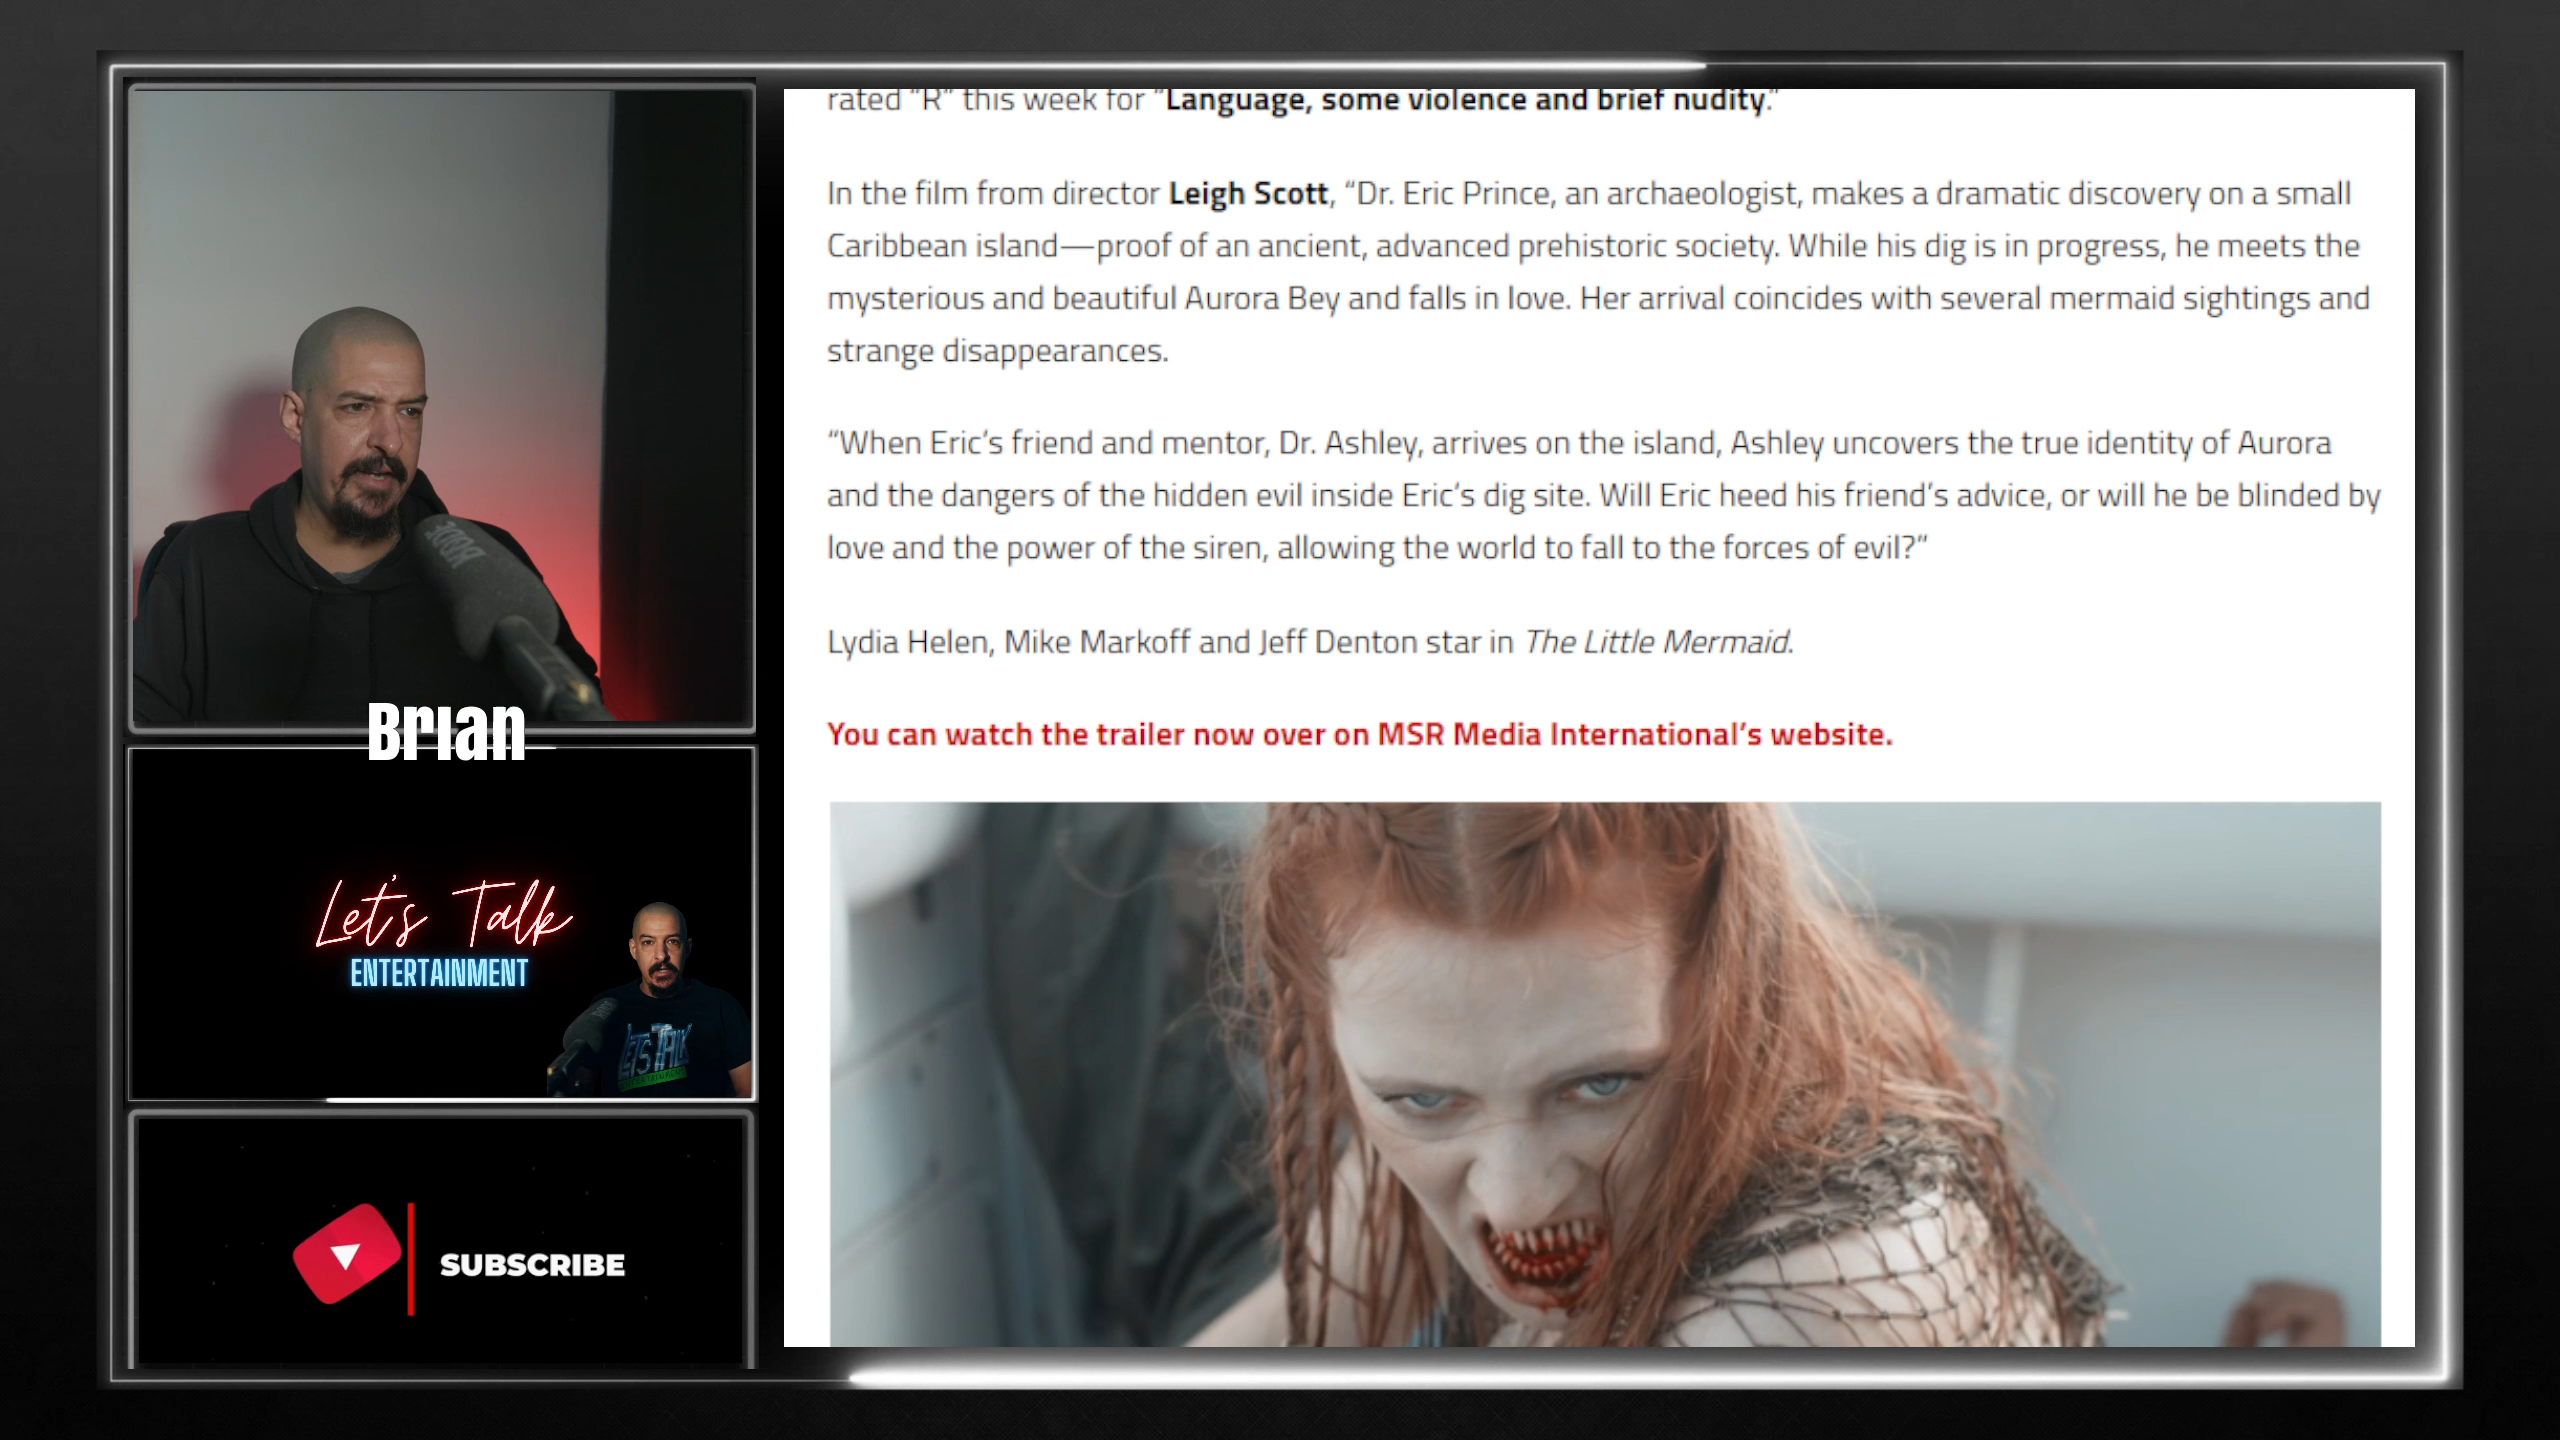 rated “R” this week for “Language, some violence and brief nudity.”
In the film from director Leigh Scott, “Dr. Eric Prince, an archaeologist, makes a dramatic discovery on a small
Caribbean island—proof of an ancient, advanced prehistoric society. While his dig is in progress, he meets the
mysterious and beautiful Aurora Bey and falls in love. Her arrival coincides with several mermaid sightings and
strange disappearances.
“When Eric’s friend and mentor, Dr. Ashley, arrives on the island, Ashley uncovers the true identity of Aurora
and the dangers of the hidden evil inside Eric’s dig site. Will Eric heed his friend’s advice, or will he be blinded by
love and the power of the siren, allowing the world to fall to the forces of evil?”
Lydia Helen, Mike Markoff and Jeff Denton star in The Little Mermaid.
You can watch the trailer now over on MSR Media International’s website.
RODE
Brian
Let's Talk
ENTERTAINMENT
LET'S TALK
SUBSCRIBE